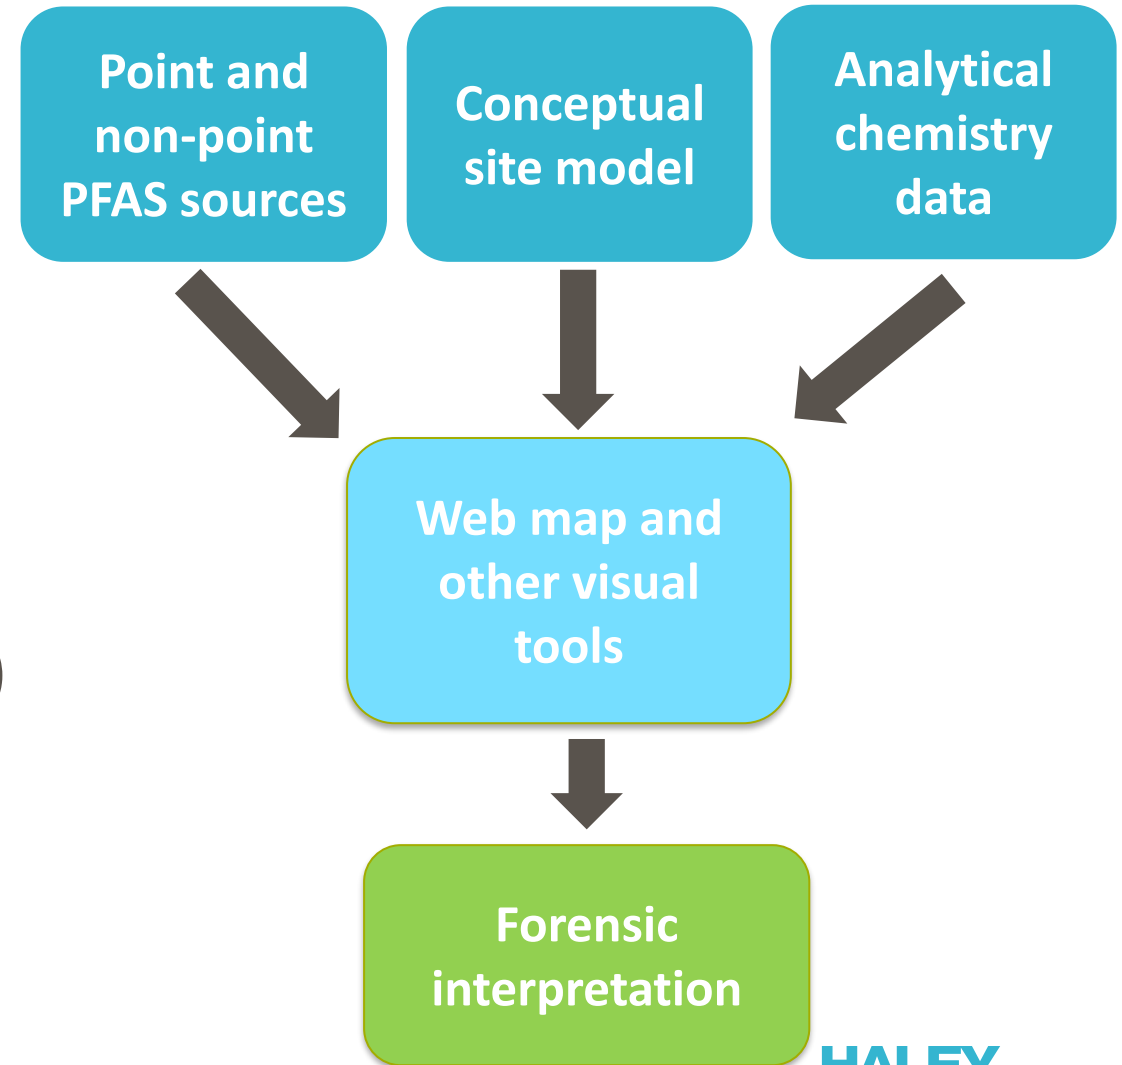 Point and
non-point
PFAS sources
Conceptual
site model
Analytical
chemistry
data
Web map and
other visual
tools
Forensic
interpretation
HALEY